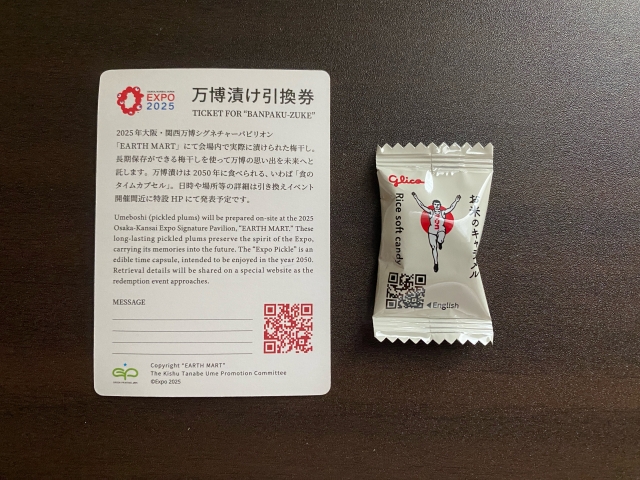 EXPO
2025
万博漬け引換券
TICKET FOR "BANPAKU-ZUKE"
2025年大阪・関西万博シグネチャーパビリオン
「EARTH MART」にて会場内で実際に漬けられた梅干し。
長期保存ができる梅干しを使って万博の思い出を未来へと
託します。万博漬けは2050年に食べられる、いわば「食の
タイムカプセル」。日時や場所等の詳細は引き換えイベント
開催間近に特設HPにて発表予定です。
Umeboshi (pickled plums) will be prepared on-site at the 2025
Osaka-Kansai Expo Signature Pavilion, "EARTH MART." These
long-lasting pickled plums preserve the spirit of the Expo,
carrying its memories into the future. The "Expo Pickle" is an
edible time capsule, intended to be enjoyed in the year 2050.
Retrieval details will be shared on a special website as the
redemption event approaches.
MESSAGE
Copyright "EARTH MART"
The Kishu Tanabe Ume Promotion Committee
©Expo 2025
Glico
お米のキャラメル
Rice soft candy
◀English